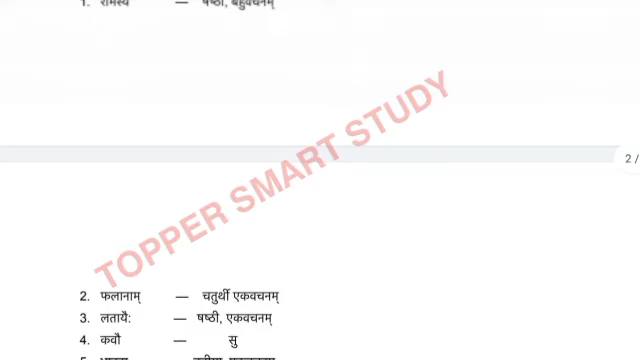 1. रामस्य — षष्ठी, बहुवचनम्
TOPPER SMART STUDY
2 /
2. फलानाम् — चतुर्थी एकवचनम्
3. लतायै: — षष्ठी, एकवचनम्
4. कवौ — सु
5.